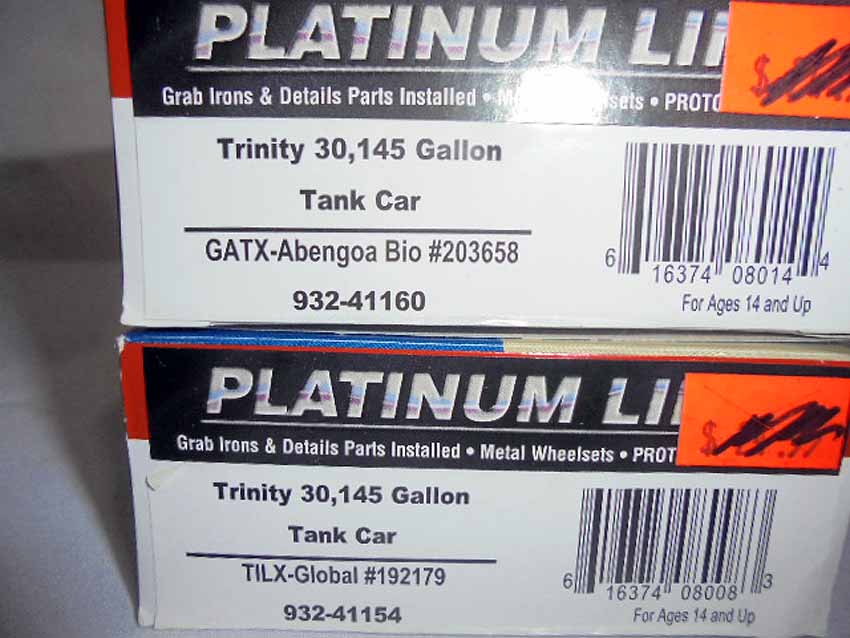 PLATINUM LI
Grab Irons & Details Parts Installed • M sets • PROTO
Trinity 30,145 Gallon
Tank Car
GATX-Abengoa Bio #203658
932-41160
6 16374 08014 4
For Ages 14 and Up
$
PLATINUM LI
Grab Irons & Details Parts Installed • Metal Wheelsets • PROT
Trinity 30,145 Gallon
Tank Car
TILX-Global #192179
932-41154
6 16374 08008 3
For Ages 14 and Up
$